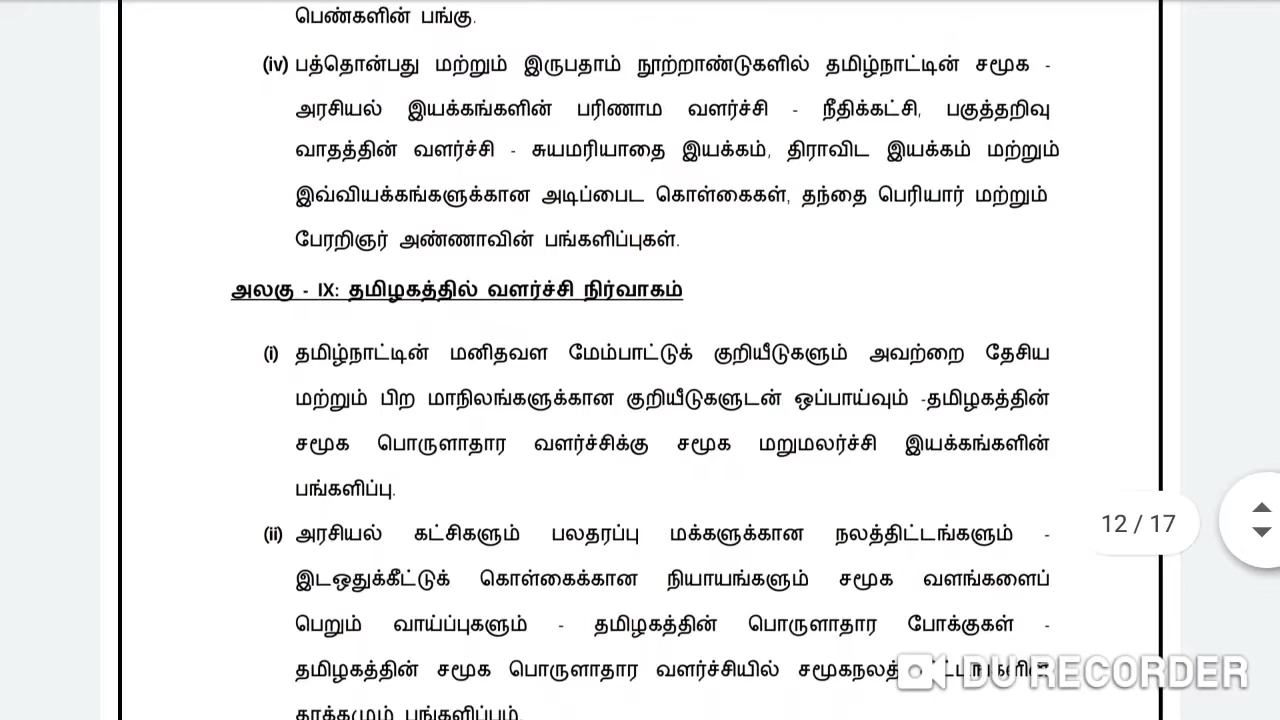 பெண்களின் பங்கு.
(iv) பத்தொன்பது மற்றும் இருபதாம் நூற்றாண்டுகளில் தமிழ்நாட்டின் சமூக -
அரசியல் இயக்கங்களின் பரிணாம வளர்ச்சி - நீதிக்கட்சி, பகுத்தறிவு
வாதத்தின் வளர்ச்சி - சுயமரியாதை இயக்கம், திராவிட இயக்கம் மற்றும்
இவ்வியக்கங்களுக்கான அடிப்படை கொள்கைகள், தந்தை பெரியார் மற்றும்
பேரறிஞர் அண்ணாவின் பங்களிப்புகள்.
அலகு - IX: தமிழகத்தில் வளர்ச்சி நிர்வாகம்
(i) தமிழ்நாட்டின் மனிதவள மேம்பாட்டுக் குறியீடுகளும் அவற்றை தேசிய
மற்றும் பிற மாநிலங்களுக்கான குறியீடுகளுடன் ஒப்பாய்வும் -தமிழகத்தின்
சமூக பொருளாதார வளர்ச்சிக்கு சமூக மறுமலர்ச்சி இயக்கங்களின்
பங்களிப்பு.
12 / 17
(ii) அரசியல் கட்சிகளும் பலதரப்பு மக்களுக்கான நலத்திட்டங்களும் -
இடஒதுக்கீட்டுக் கொள்கைக்கான நியாயங்களும் சமூக வளங்களைப்
பெறும் வாய்ப்புகளும் - தமிழகத்தின் பொருளாதார போக்குகள் -
தமிழகத்தின் சமூக பொருளாதார வளர்ச்சியில்
DU RECORDER
தாக்கமும் பங்களிப்பும்.